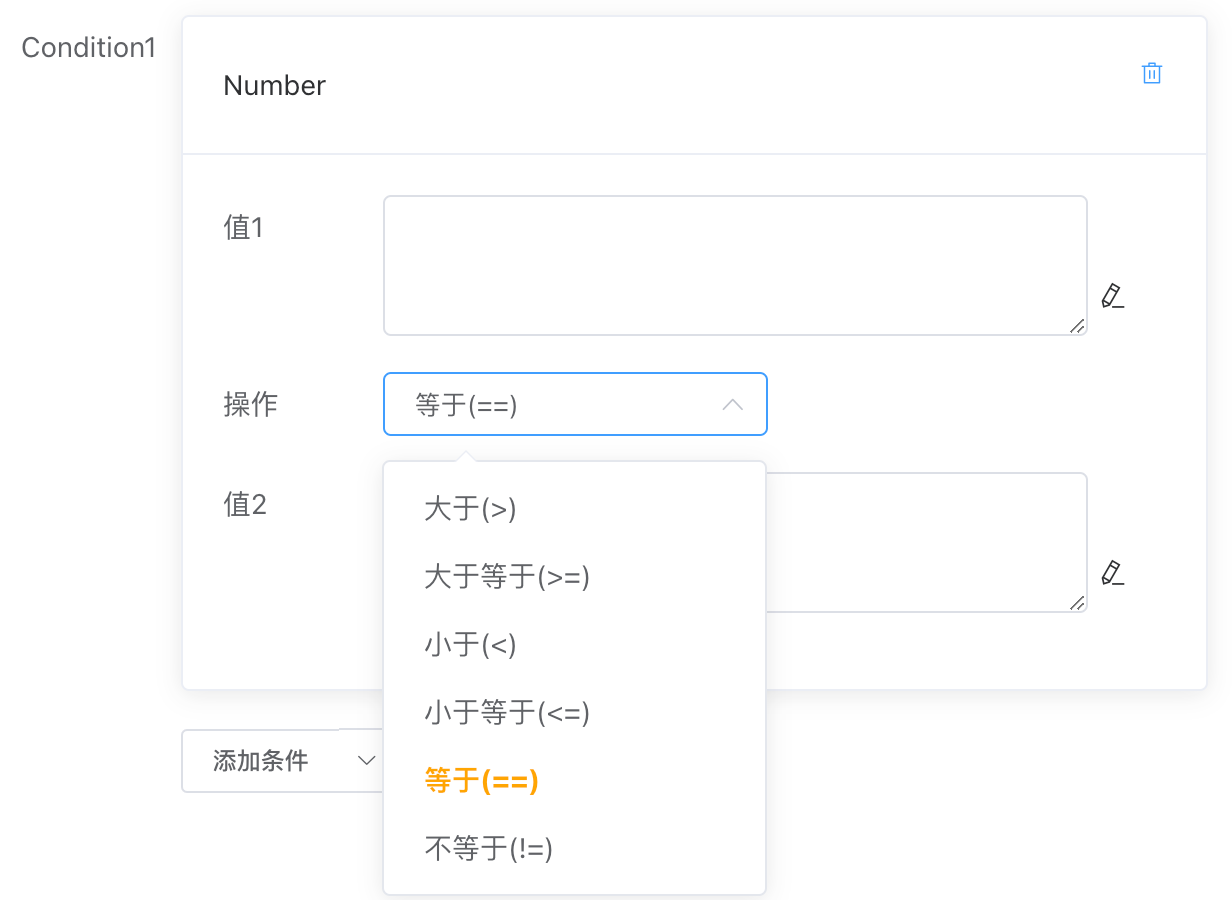 Condition1
Number
值1
操作
等于(==)
值2
大于(>)
大于等于(>=)
小于(<)
小于等于(<=)
等于(==)
不等于(!=)
添加条件